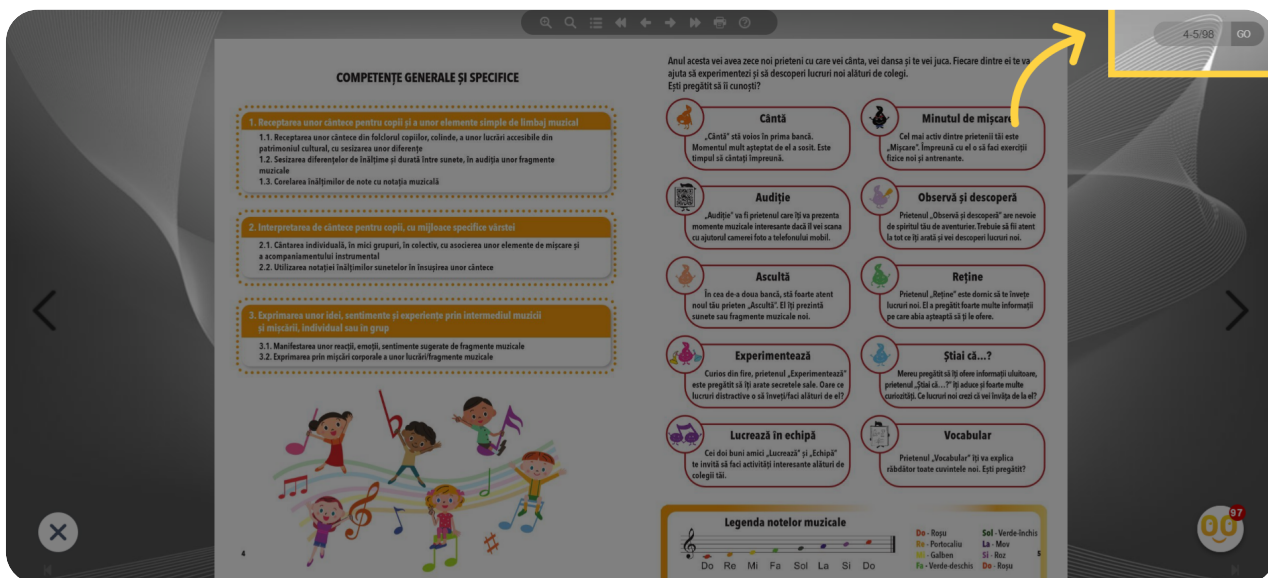 4-5/98 GO
COMPETENȚE GENERALE ȘI SPECIFICE
1. Receptarea unor cântece pentru copii și a unor elemente simple de limbaj muzical
1.1. Receptarea unor cântece din folclorul copiilor, colinde, a unor lucrări accesibile din
patrimoniul cultural, cu sesizarea unor diferențe
1.2. Sesizarea diferențelor de înălțime și durată între sunete, în audiția unor fragmente
muzicale
1.3. Corelarea înălțimilor de note cu notația muzicală
2. Interpretarea de cântece pentru copii, cu mijloace specifice vârstei
2.1. Cântarea individuală, în mici grupuri, în colectiv, cu asocierea unor elemente de mișcare și
a acompaniamentului instrumental
2.2. Utilizarea notației înălțimilor sunetelor în însușirea unor cântece
3. Exprimarea unor idei, sentimente și experiențe prin intermediul muzicii
și mișcării, individual sau în grup
3.1. Manifestarea unor reacții, emoții, sentimente sugerate de fragmente muzicale
3.2. Exprimarea prin mișcări corporale a unor lucrări/fragmente muzicale
4
Anul acesta vei avea zece noi prieteni cu care vei cânta, vei dansa și te vei juca. Fiecare dintre ei te va
ajuta să experimentezi și să descoperi lucruri noi alături de colegi.
Ești pregătit să îi cunoști?
Cântă
„Cântă” stă voios în prima bancă.
Momentul mult așteptat de el a sosit. Este
timpul să cântați împreună.
Minutul de mișcare
Cel mai activ dintre prietenii tăi este
„Mișcare”. Împreună cu el o să faci exerciții
fizice noi și antrenante.
Audiție
„Audiție” va fi prietenul care îți va prezenta
momente muzicale interesante dacă îl vei scana
cu ajutorul camerei foto a telefonului mobil.
Observă și descoperă
Prietenul „Observă și descoperă” are nevoie
de spiritul tău de aventurier. Trebuie să fii atent
la tot ce îți arată și vei descoperi lucruri noi.
Ascultă
În cea de-a doua bancă, stă foarte atent
noul tău prieten „Ascultă”. El îți prezintă
sunete sau fragmente muzicale noi.
Reține
Prietenul „Reține” este dornic să te învețe
lucruri noi. El a pregătit foarte multe informații
pe care abia așteaptă să ți le ofere.
Experimentează
Curios din fire, prietenul „Experimentează”
este pregătit să îți arate secretele sale. Oare ce
lucruri distractive o să înveți/faci alături de el?
Știai că...?
Mereu pregătit să îți ofere informații uluitoare,
prietenul „Știai că...?” îți aduce și foarte multe
curiozități. Ce lucruri noi crezi că vei învăța de la el?
Lucrează în echipă
Cei doi buni amici „Lucrează” și „Echipă”
te invită să faci activități interesante alături de
colegii tăi.
Vocabular
Prietenul „Vocabular” îți va explica
răbdător toate cuvintele noi. Ești pregătit?
Legenda notelor muzicale
Do Re Mi Fa Sol La Si Do
Do - Roșu
Re - Portocaliu
Mi - Galben
Fa - Verde-deschis
Sol - Verde-închis
La - Mov
Si - Roz
Do - Roșu
5
97